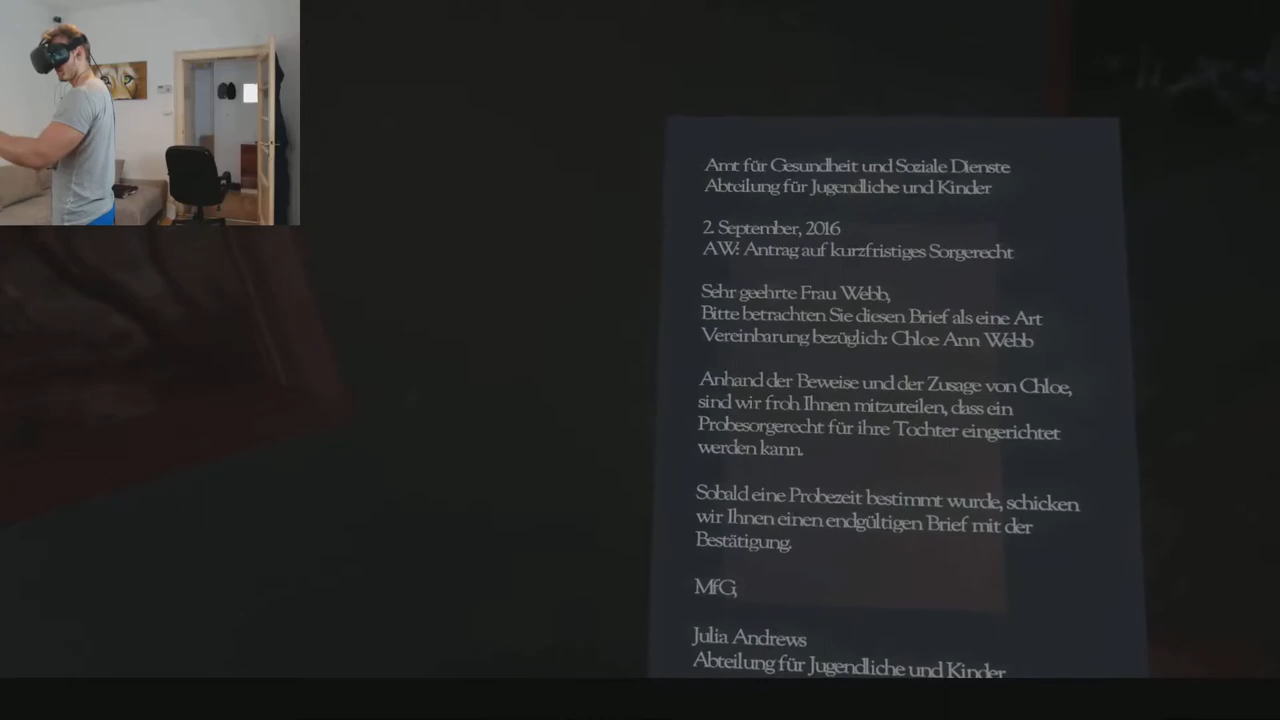 Amt für Gesundheit und Soziale Dienste
Abteilung für Jugendliche und Kinder
2. September, 2016
AW: Antrag auf kurzfristiges Sorgerecht
Sehr geehrte Frau Webb,
Bitte betrachten Sie diesen Brief als eine Art
Vereinbarung bezüglich: Chloe Ann Webb
Anhand der Beweise und der Zusage von Chloe,
sind wir froh Ihnen mitzuteilen, dass ein
Probesorgerecht für ihre Tochter eingerichtet
werden kann.
Sobald eine Probezeit bestimmt wurde, schicken
wir Ihnen einen endgültigen Brief mit der
Bestätigung.
MfG,
Julia Andrews
Abteilung für Jugendliche und Kinder